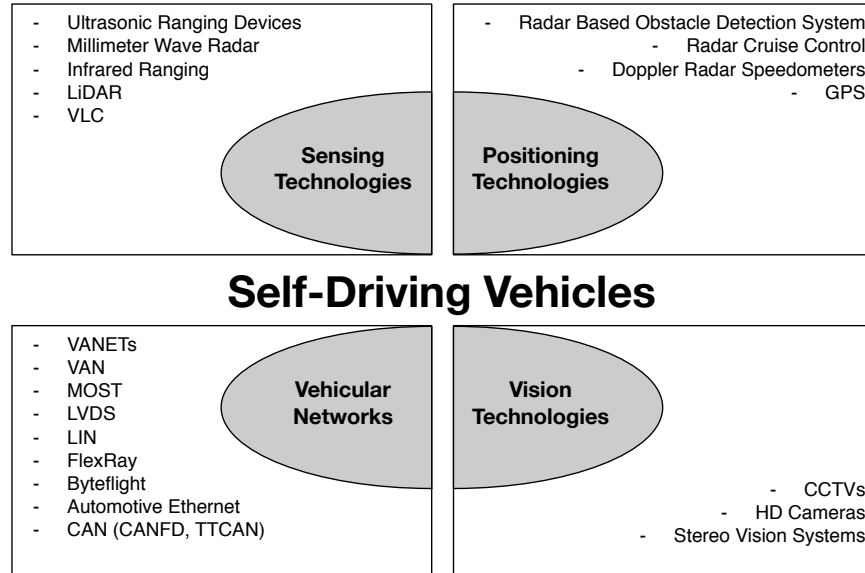 - Ultrasonic Ranging Devices
- Millimeter Wave Radar
- Infrared Ranging
- LiDAR
- VLC
Sensing
Technologies
- Radar Based Obstacle Detection System
- Radar Cruise Control
- Doppler Radar Speedometers
- GPS
Positioning
Technologies
Self-Driving Vehicles
- VANETs
- VAN
- MOST
- LVDS
- LIN
- FlexRay
- Byteflight
- Automotive Ethernet
- CAN (CANFD, TTCAN)
Vehicular
Networks
Vision
Technologies
- CCTVs
- HD Cameras
- Stereo Vision Systems